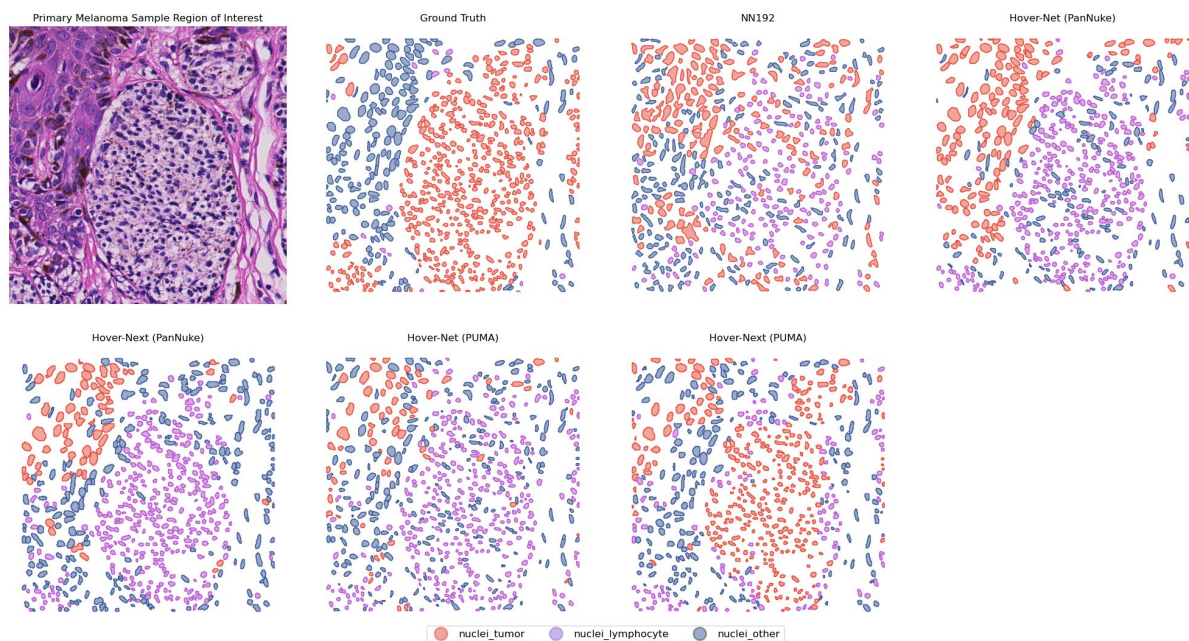 Primary Melanoma Sample Region of Interest
Ground Truth
NN192
Hover-Net (PanNuke)
Hover-Next (PanNuke)
Hover-Net (PUMA)
Hover-Next (PUMA)
nuclei_tumor
nuclei_lymphocyte
nuclei_other